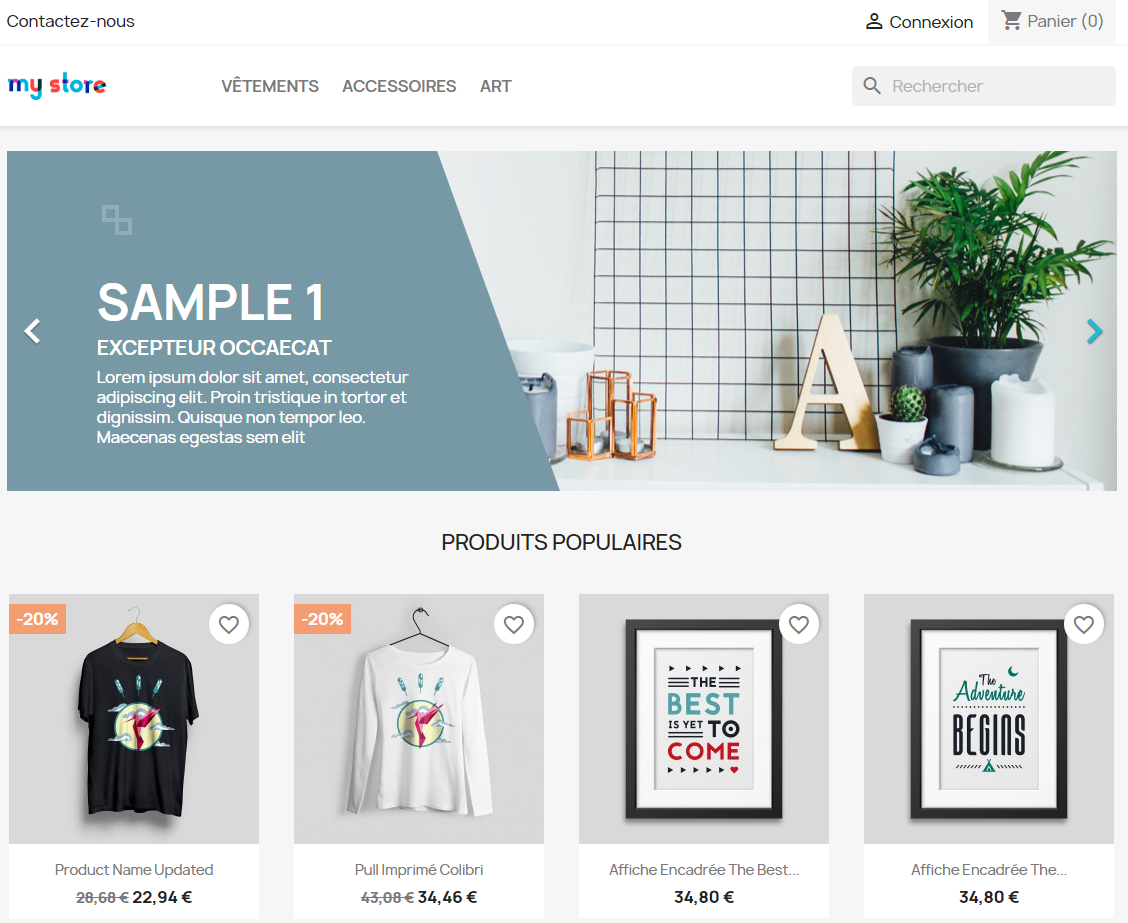 Contactez-nous
Connexion
Panier (0)
my store
VÊTEMENTS ACCESSOIRES ART
Rechercher
SAMPLE 1
EXCEPTEUR OCCAECAT
Lorem ipsum dolor sit amet, consectetur
adipiscing elit. Proin tristique in tortor et
dignissim. Quisque non tempor leo.
Maecenas egestas sem elit
A
PRODUITS POPULAIRES
-20%
Product Name Updated
28,68 € 22,94 €
-20%
Pull Imprimé Colibri
43,08 € 34,46 €
THE
BEST
IS YET TO
COME
Affiche Encadrée The Best...
34,80 €
The
Adventure
BEGINS
Affiche Encadrée The...
34,80 €